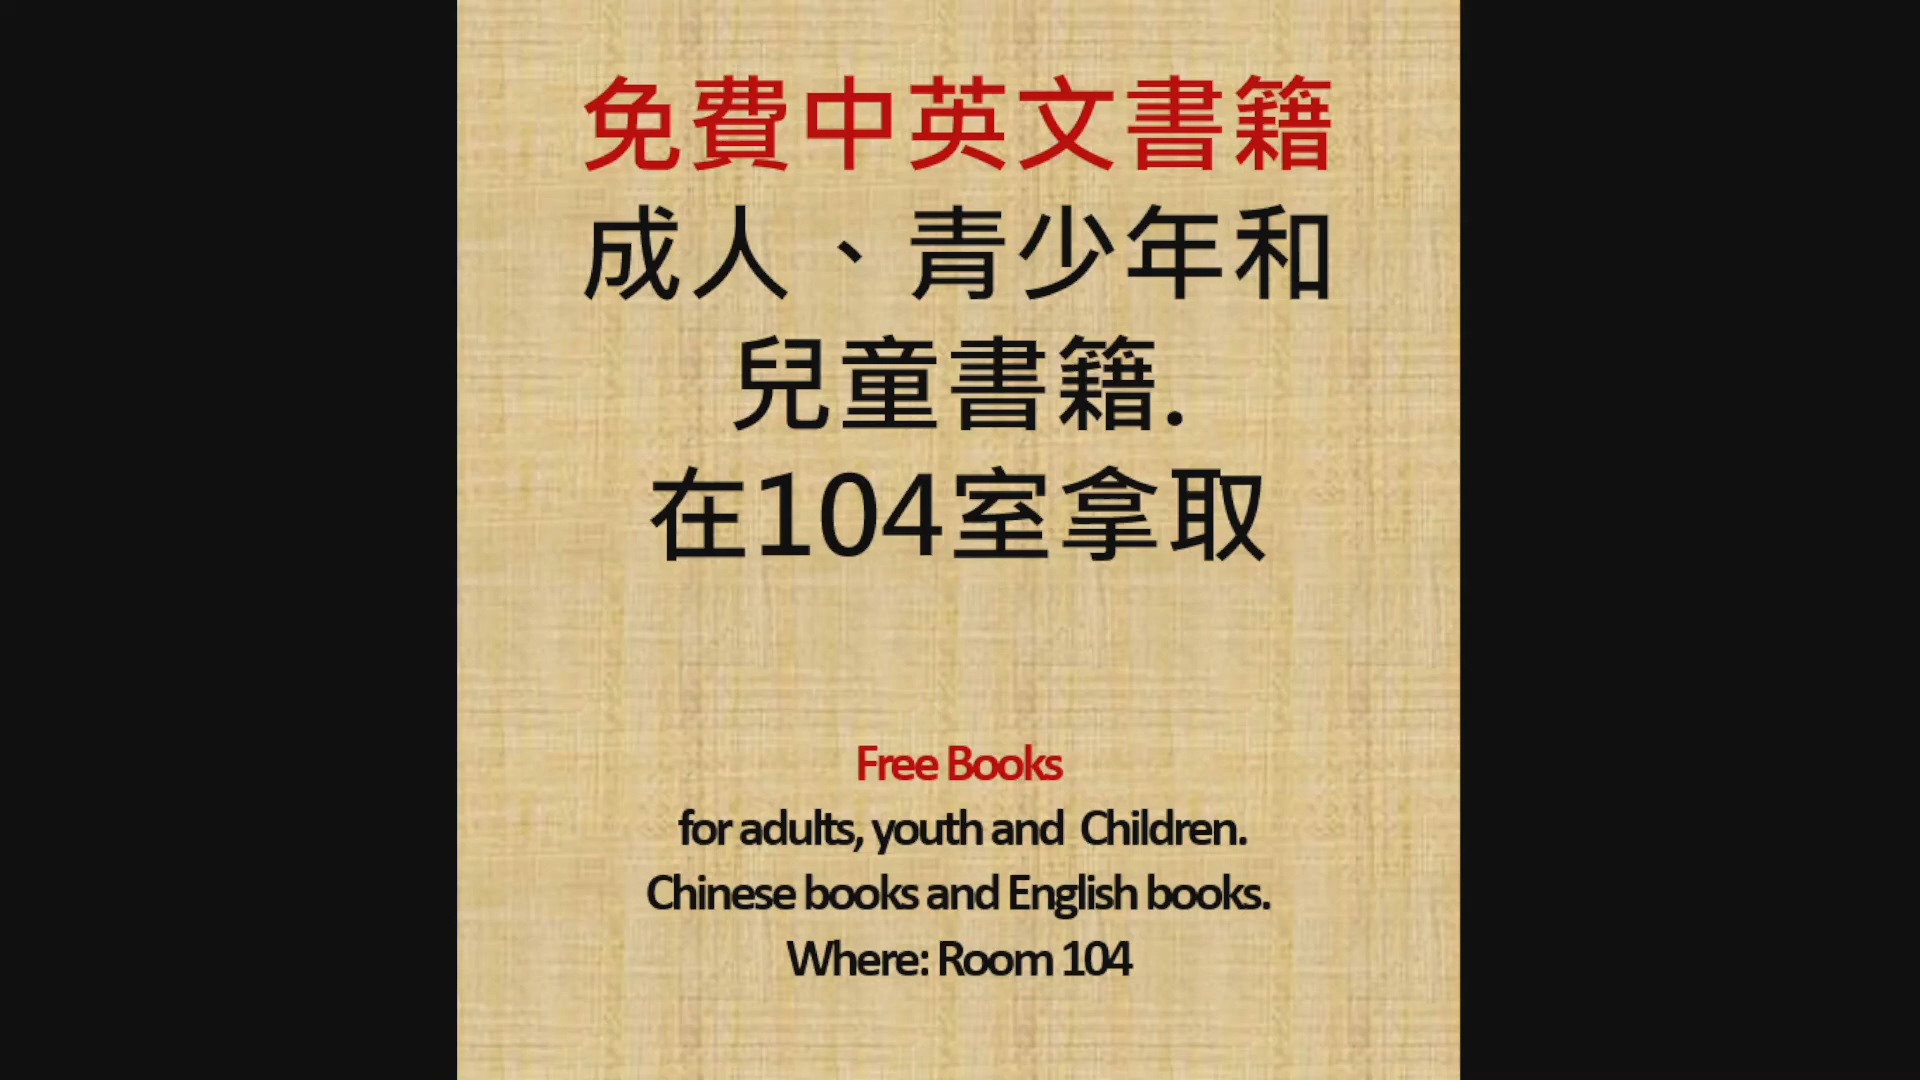 免費中英文書籍
成人、青少年和
兒童書籍.
在104室拿取
Free Books
for adults, youth and Children.
Chinese books and English books.
Where: Room 104